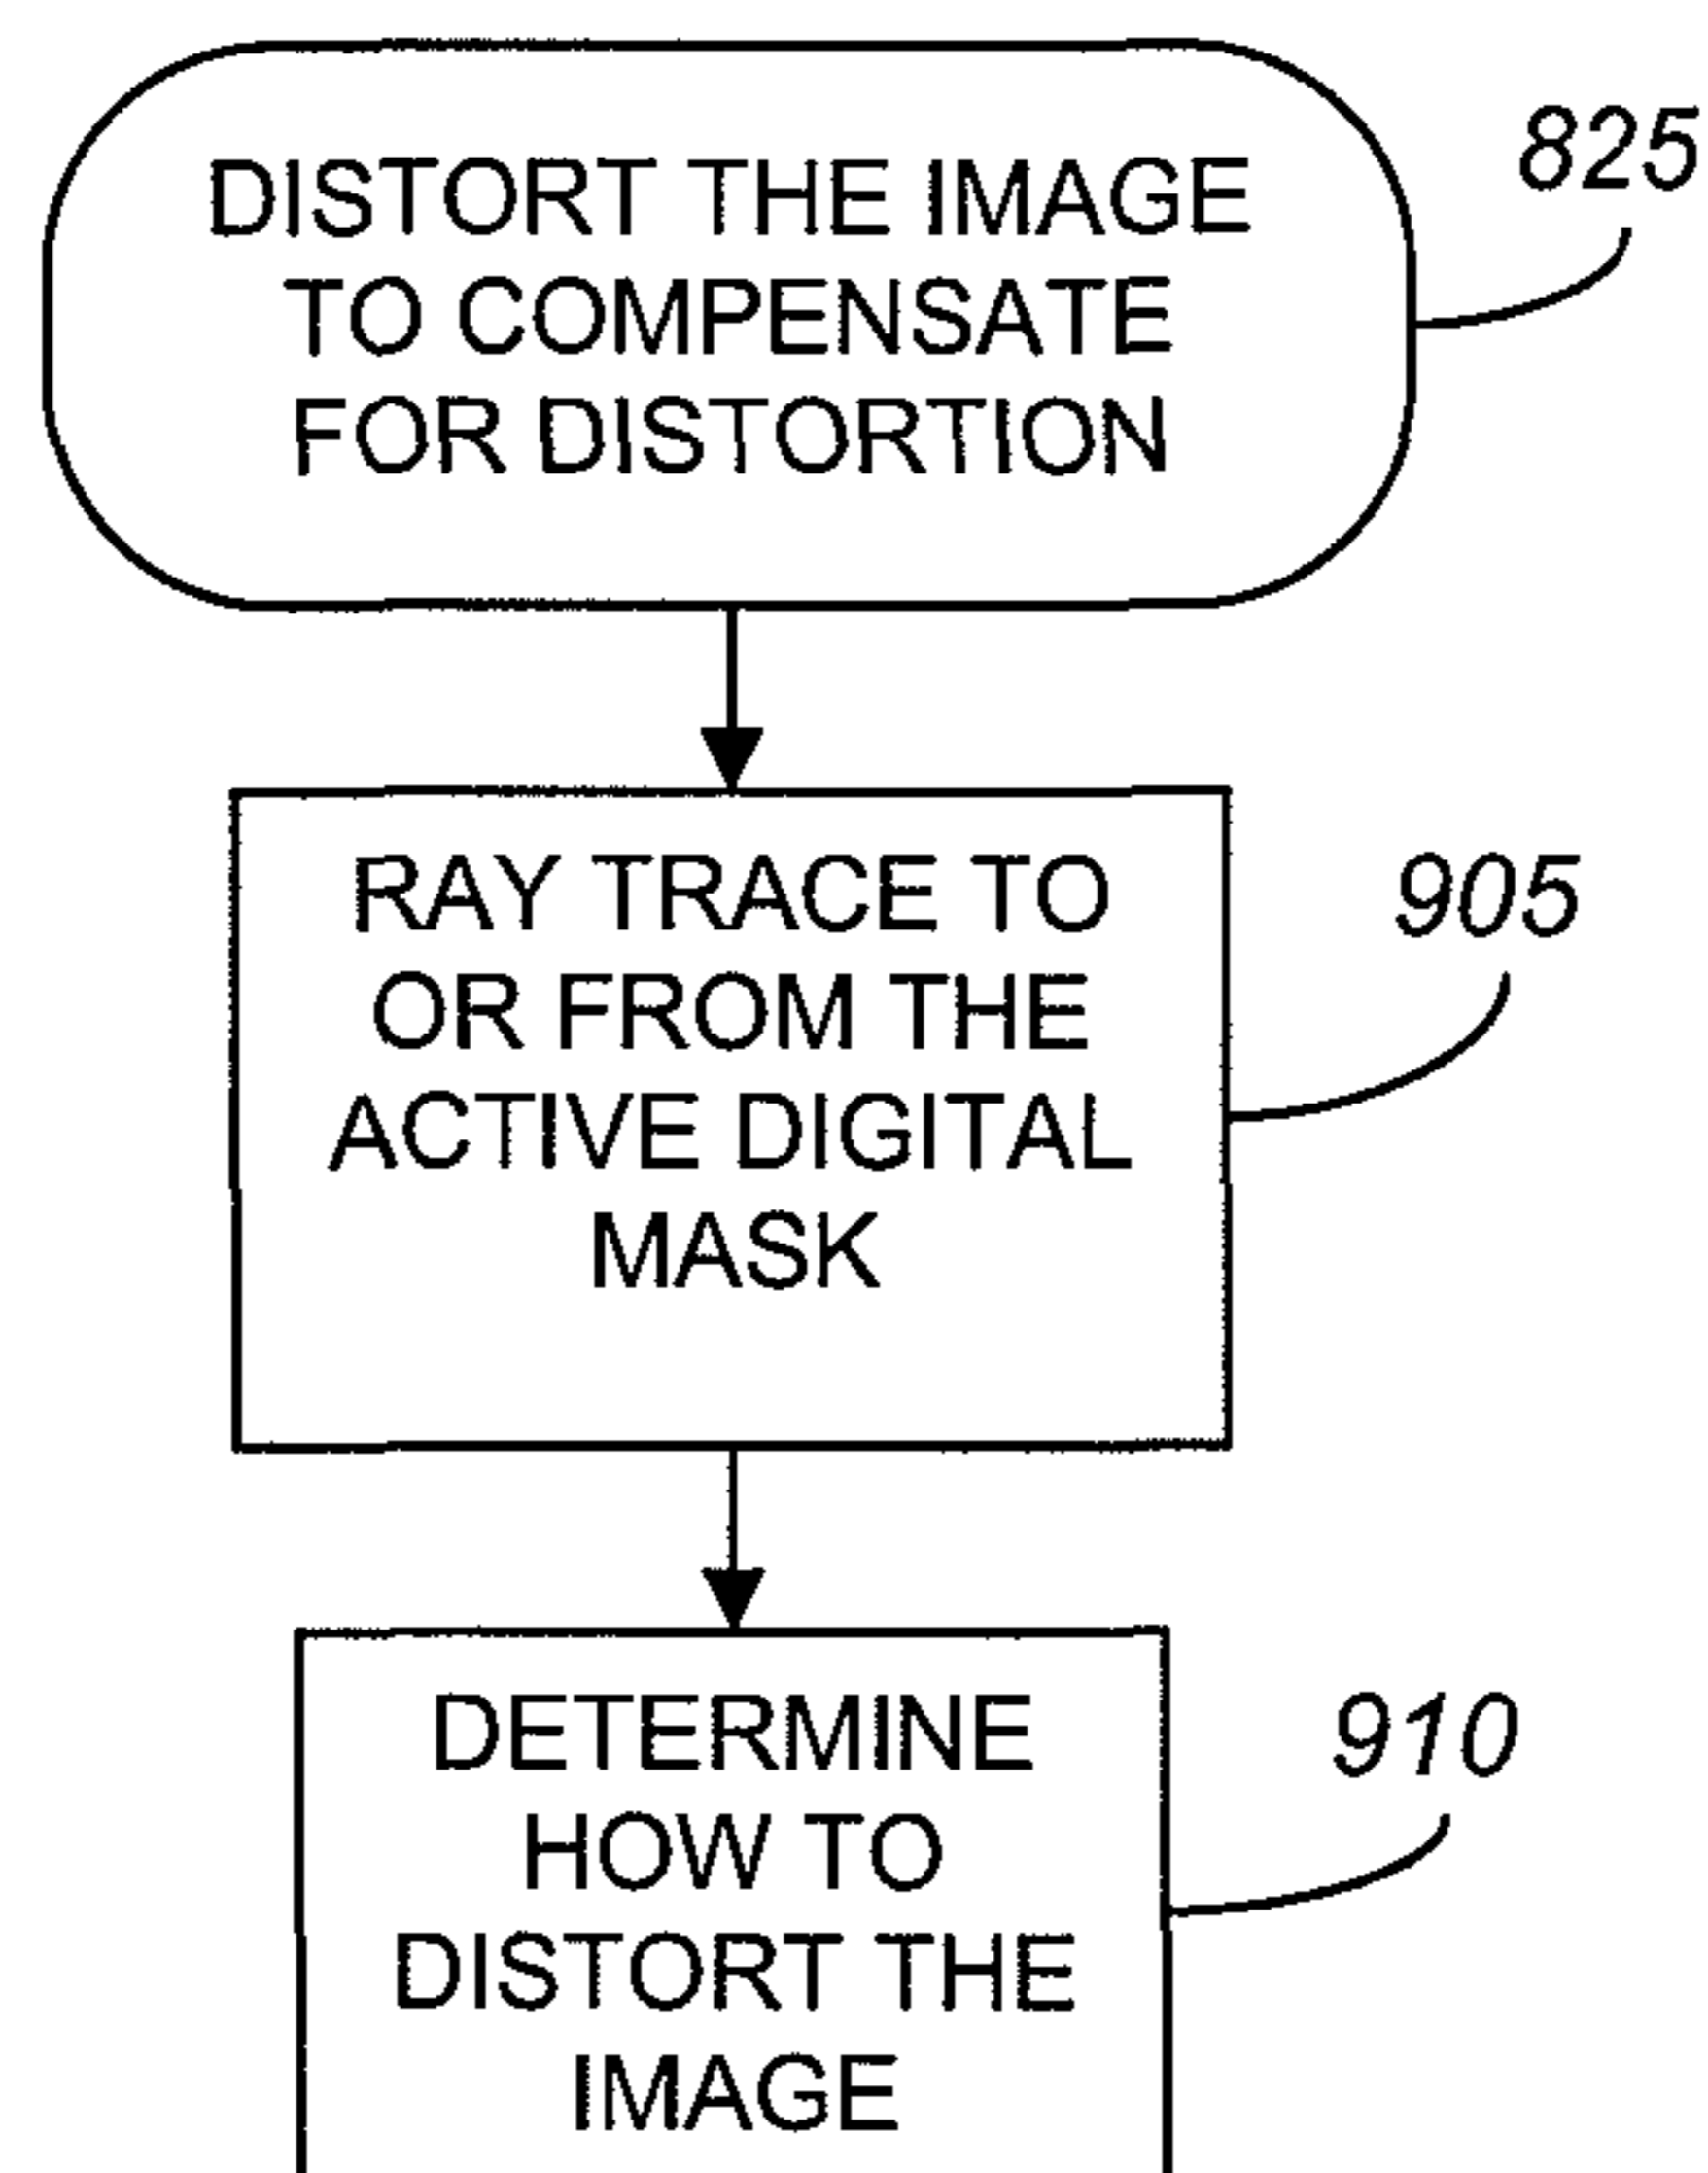 DISTORT THE IMAGE
TO COMPENSATE
FOR DISTORTION
825
RAY TRACE TO
OR FROM THE
ACTIVE DIGITAL
MASK
905
DETERMINE
HOW TO
DISTORT THE
IMAGE
910